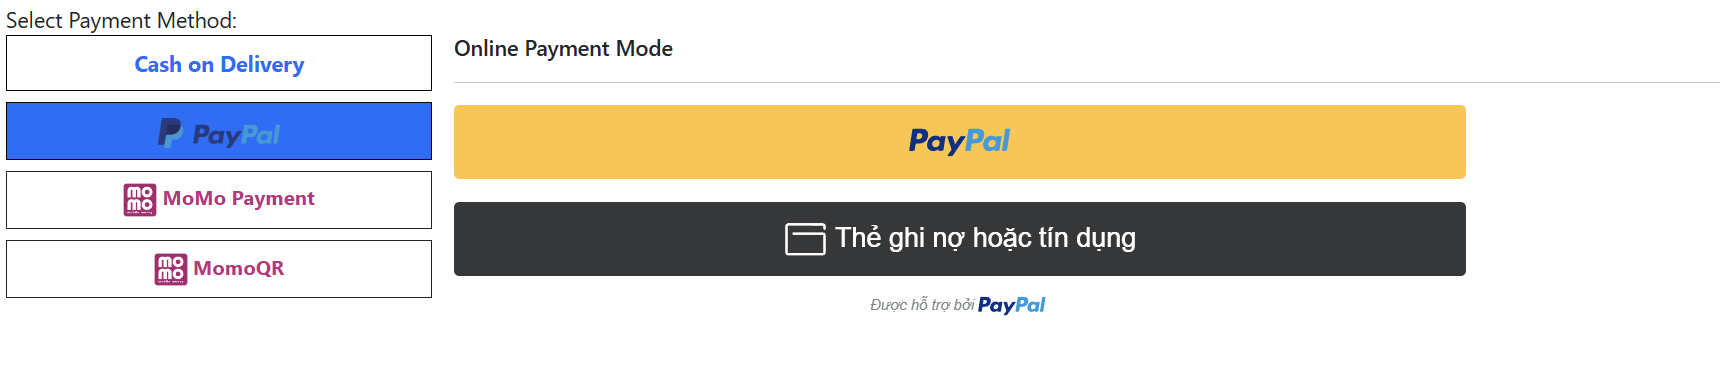 Select Payment Method:
Cash on Delivery
PayPal
MoMo Payment
MomoQR
Online Payment Mode
PayPal
Thẻ ghi nợ hoặc tín dụng
Được hỗ trợ bởi PayPal